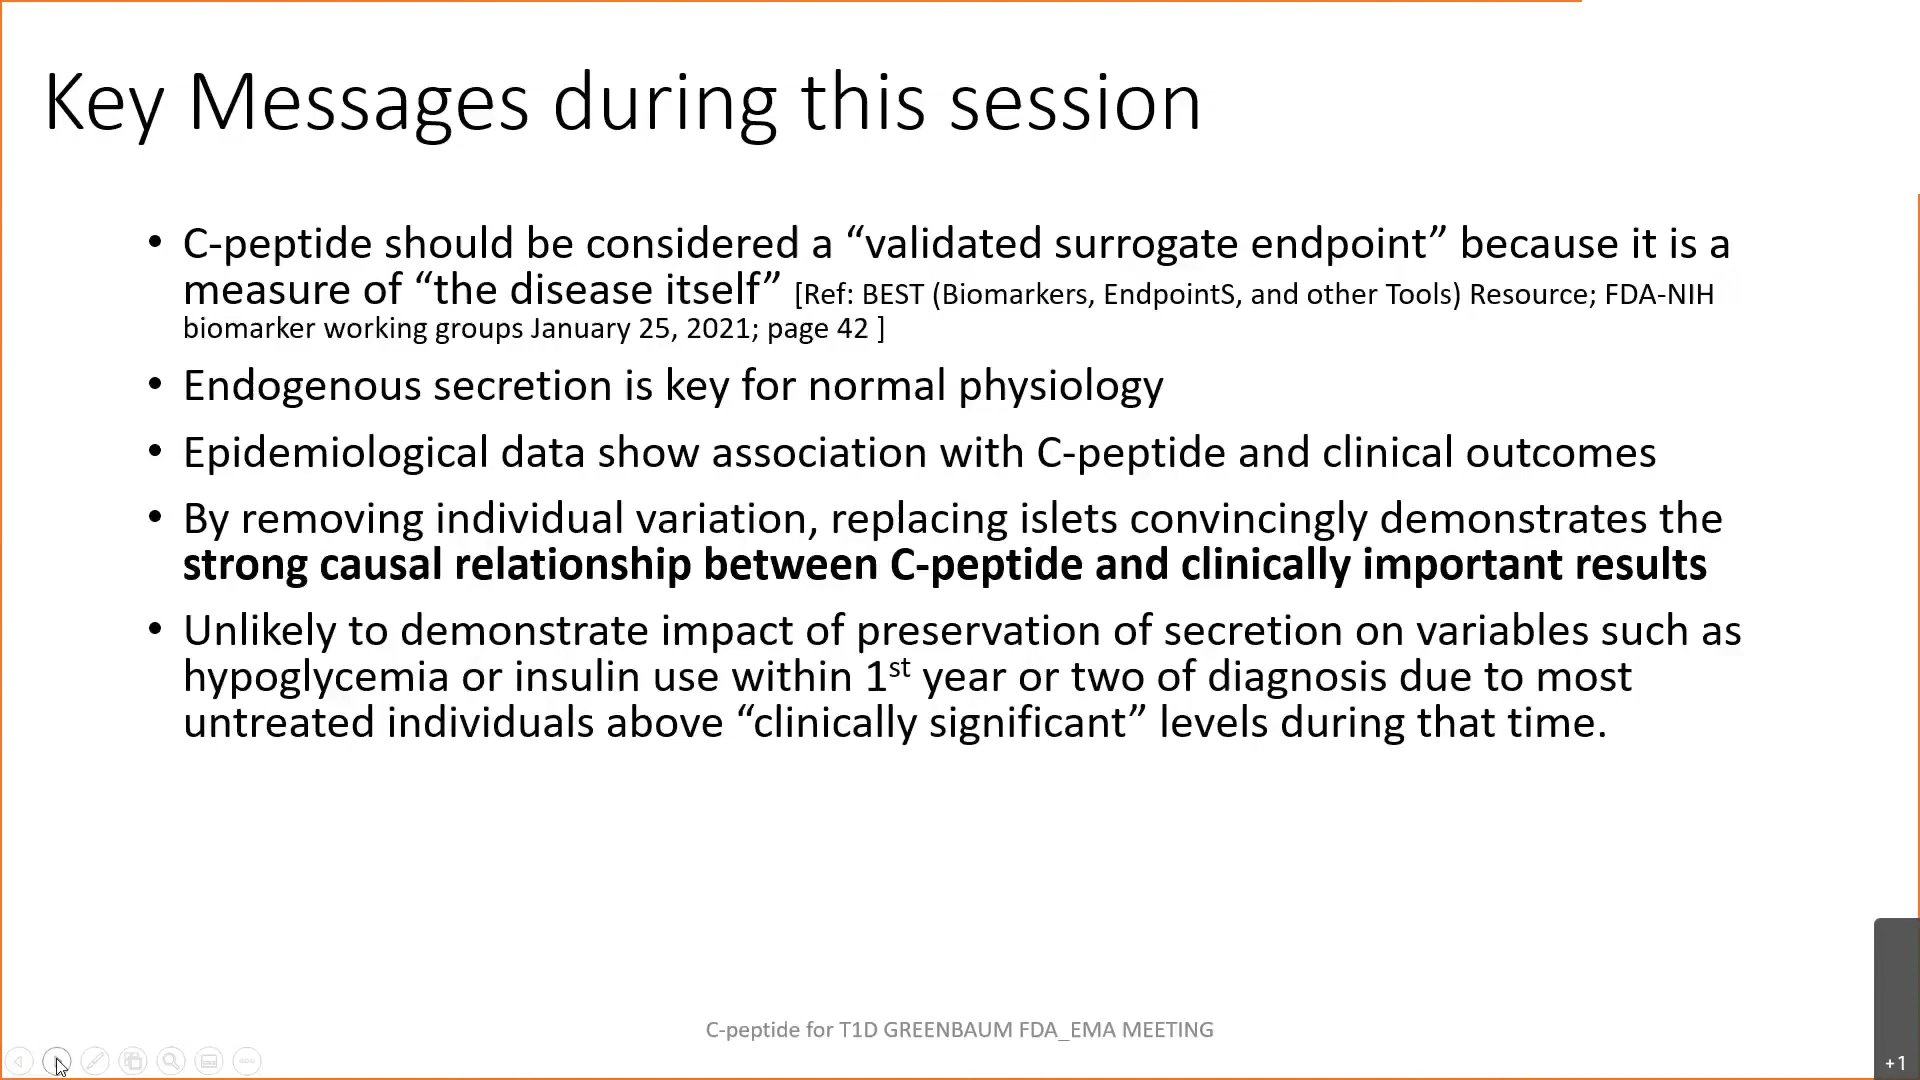 Key Messages during this session
• C-peptide should be considered a “validated surrogate endpoint” because it is a
measure of “the disease itself” [Ref: BEST (Biomarkers, EndpointS, and other Tools) Resource; FDA-NIH
biomarker working groups January 25, 2021; page 42 ]
• Endogenous secretion is key for normal physiology
• Epidemiological data show association with C-peptide and clinical outcomes
• By removing individual variation, replacing islets convincingly demonstrates the
strong causal relationship between C-peptide and clinically important results
• Unlikely to demonstrate impact of preservation of secretion on variables such as
hypoglycemia or insulin use within 1st year or two of diagnosis due to most
untreated individuals above “clinically significant” levels during that time.
C-peptide for T1D GREENBAUM FDA_EMA MEETING
+1